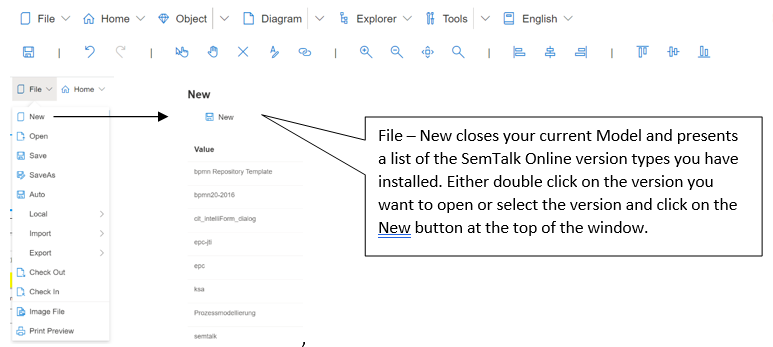 File Home Object Diagram Explorer Tools English
File Home
New
Open
Save
SaveAs
Auto
Local
Import
Export
Check Out
Check In
Image File
Print Preview
New
New
Value
bpmn Repository Template
bpmn20-2016
clt_intelliForm_dialog
epc-jti
epc
ksa
Prozessmodellierung
semtalk
,
File – New closes your current Model and presents
a list of the SemTalk Online version types you have
installed. Either double click on the version you
want to open or select the version and click on the
New button at the top of the window.